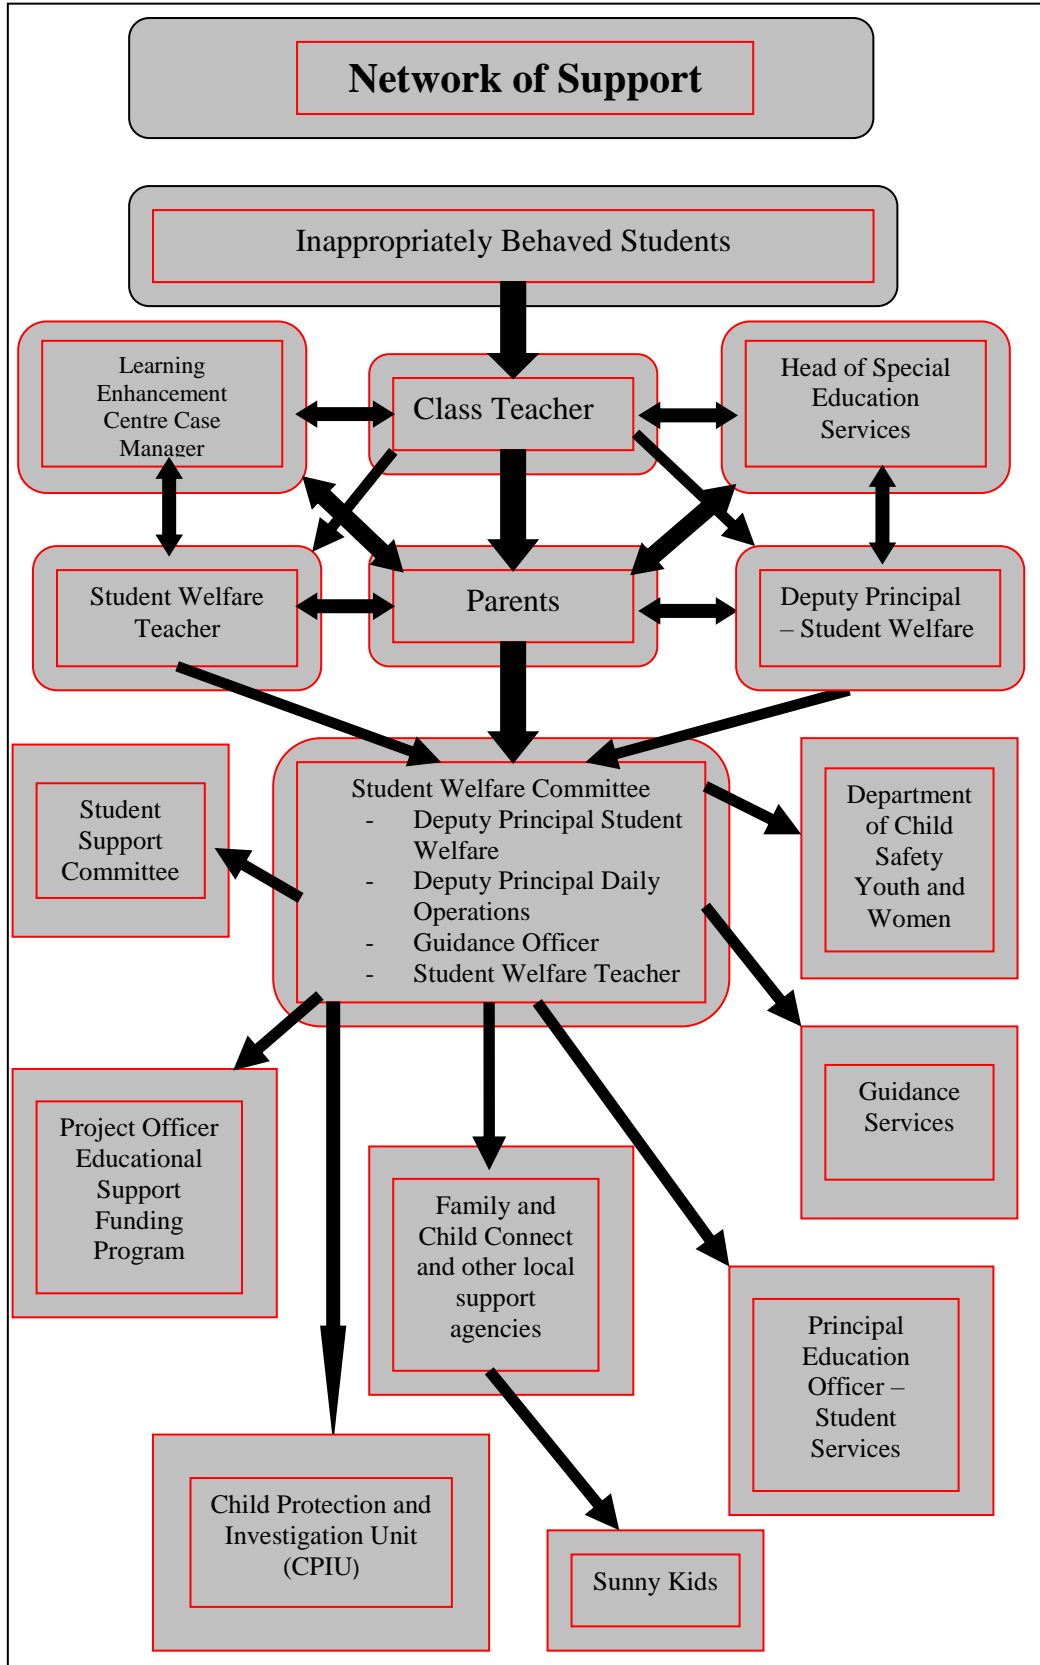 Network of Support
Inappropriately Behaved Students
Learning
Enhancement
Centre Case
Manager
Class Teacher
Head of Special
Education
Services
Student Welfare
Teacher
Parents
Deputy Principal
– Student Welfare
Student
Support
Committee
Student Welfare Committee
- Deputy Principal Student
Welfare
- Deputy Principal Daily
Operations
- Guidance Officer
- Student Welfare Teacher
Department
of Child
Safety
Youth and
Women
Guidance
Services
Project Officer
Educational
Support
Funding
Program
Family and
Child Connect
and other local
support
agencies
Principal
Education
Officer –
Student
Services
Child Protection and
Investigation Unit
(CPIU)
Sunny Kids